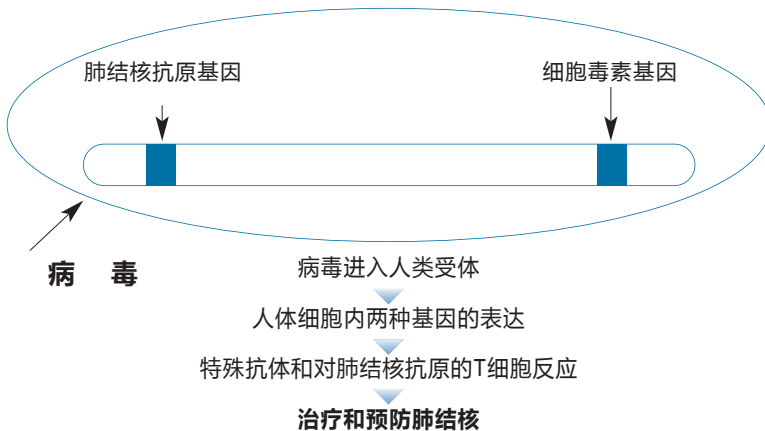 肺结核抗原基因
细胞毒素基因
病 毒
病毒进入人类受体
人体细胞内两种基因的表达
特殊抗体和对肺结核抗原的T细胞反应
治疗和预防肺结核